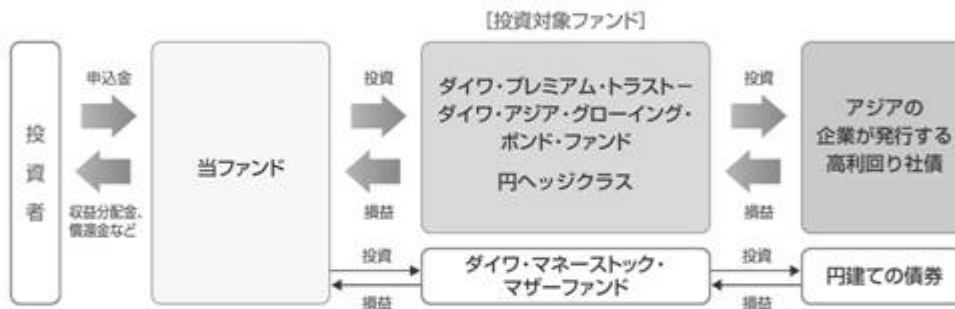 [投資対象ファンド]
投資者
申込金
収益分配金、
償還金など
当ファンド
投資
損益
ダイワ・プレミアム・トラストー
ダイワ・アジア・グローイング・
ボンド・ファンド
円ヘッジクラス
投資
損益
アジアの
企業が発行する
高利回り社債
投資
損益
ダイワ・マネーストック・
マザーファンド
投資
損益
円建ての債券